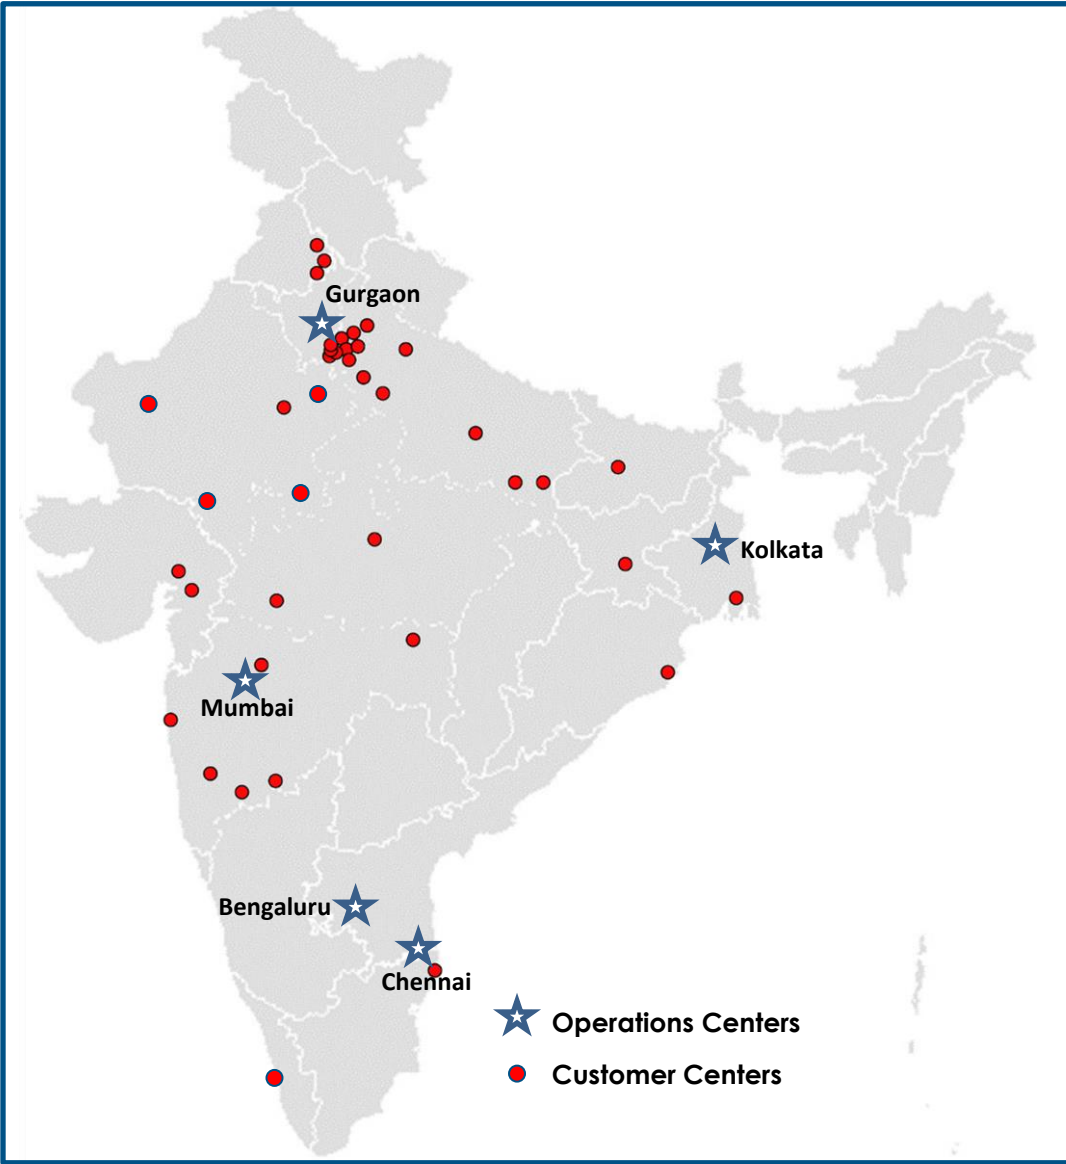 Gurgaon
Kolkata
Mumbai
Bengaluru
Chennai
Operations Centers
Customer Centers